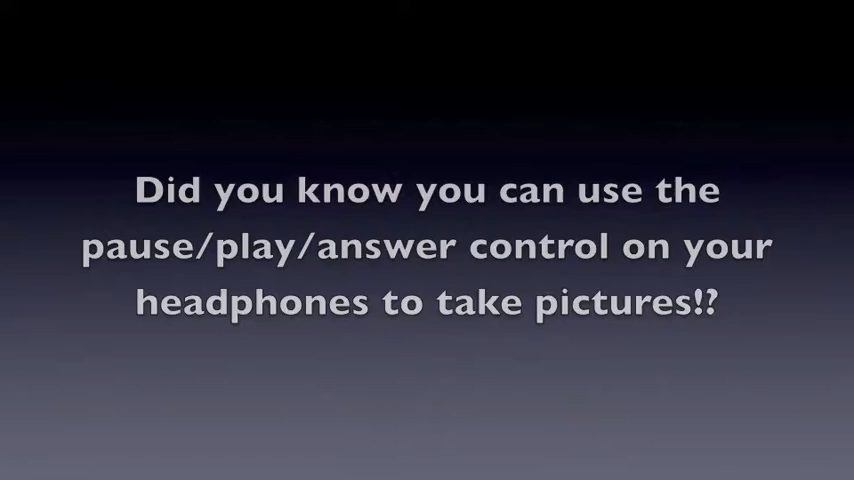 Did you know you can use the
pause/play/answer control on your
headphones to take pictures!?